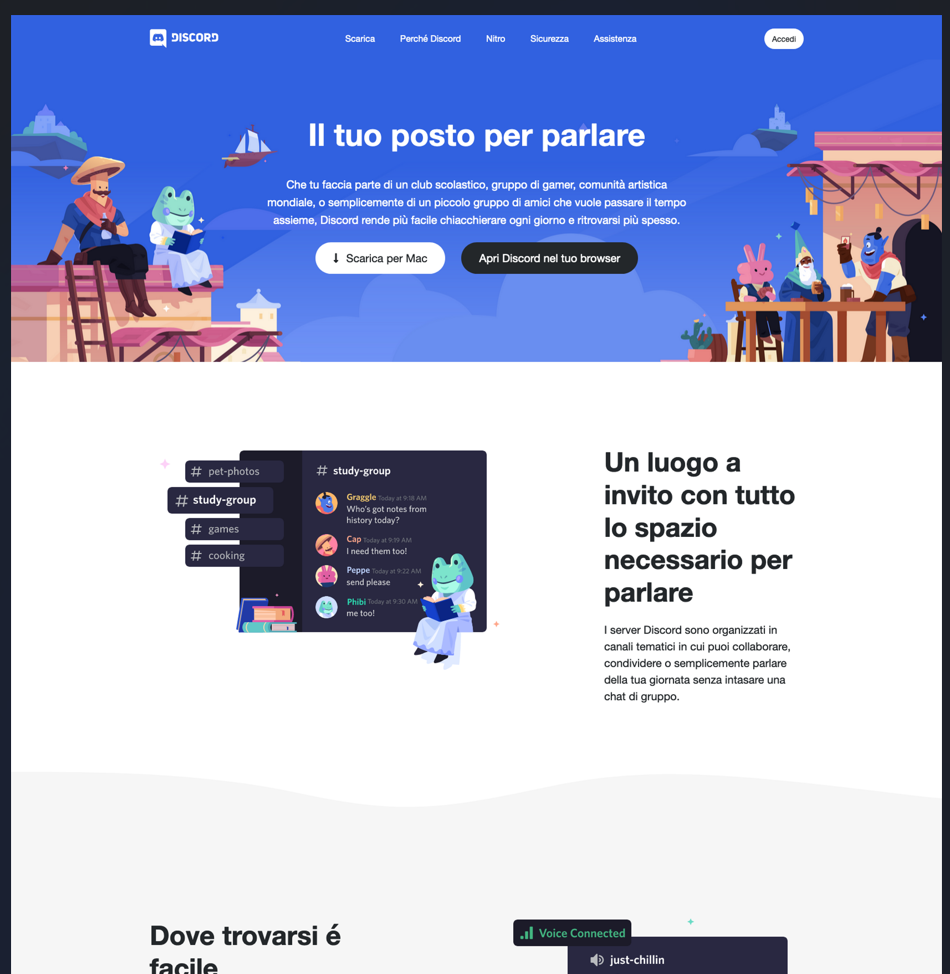 DISCORD
Scarica Perché Discord Nitro Sicurezza Assistenza Accedi
Il tuo posto per parlare
Che tu faccia parte di un club scolastico, gruppo di gamer, comunità artistica
mondiale, o semplicemente di un piccolo gruppo di amici che vuole passare il tempo
assieme, Discord rende più facile chiacchierare ogni giorno e ritrovarsi più spesso.
Scarica per Mac
Apri Discord nel tuo browser
# pet-photos
# study-group
# games
# cooking
# study-group
Graggle Today at 9:18 AM
Who's got notes from
history today?
Cap Today at 9:19 AM
I need them too!
Peppe Today at 9:22 AM
send please
Phibi Today at 9:30 AM
me too!
Un luogo a
invito con tutto
lo spazio
necessario per
parlare
I server Discord sono organizzati in
canali tematici in cui puoi collaborare,
condividere o semplicemente parlare
della tua giornata senza intasare una
chat di gruppo.
Dove trovarsi é
facile
Voice Connected
just-chillin